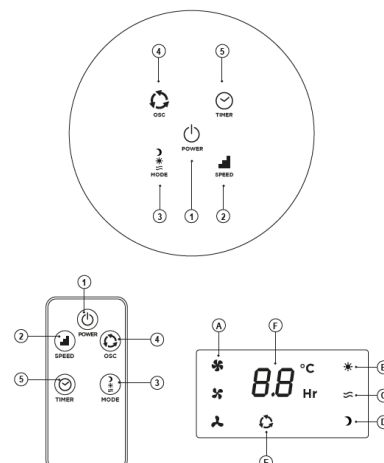 4
5
OSC
TIMER
POWER
MODE
SPEED
3
1
2
1
2
POWER
4
SPEED
OSC
5
3
TIMER
MODE
A
F
8.8
°C
Hr
B
C
D
E